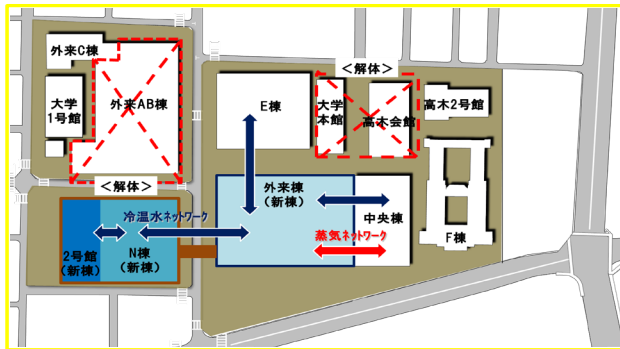 外来C棟
大学
1号館
外来AB棟
<解体>
E棟
<解体>
大学
本館
高木会館
高木2号館
外来棟
(新棟)
中央棟
F棟
冷温水ネットワーク
蒸気ネットワーク
2号館
(新棟)
N棟
(新棟)